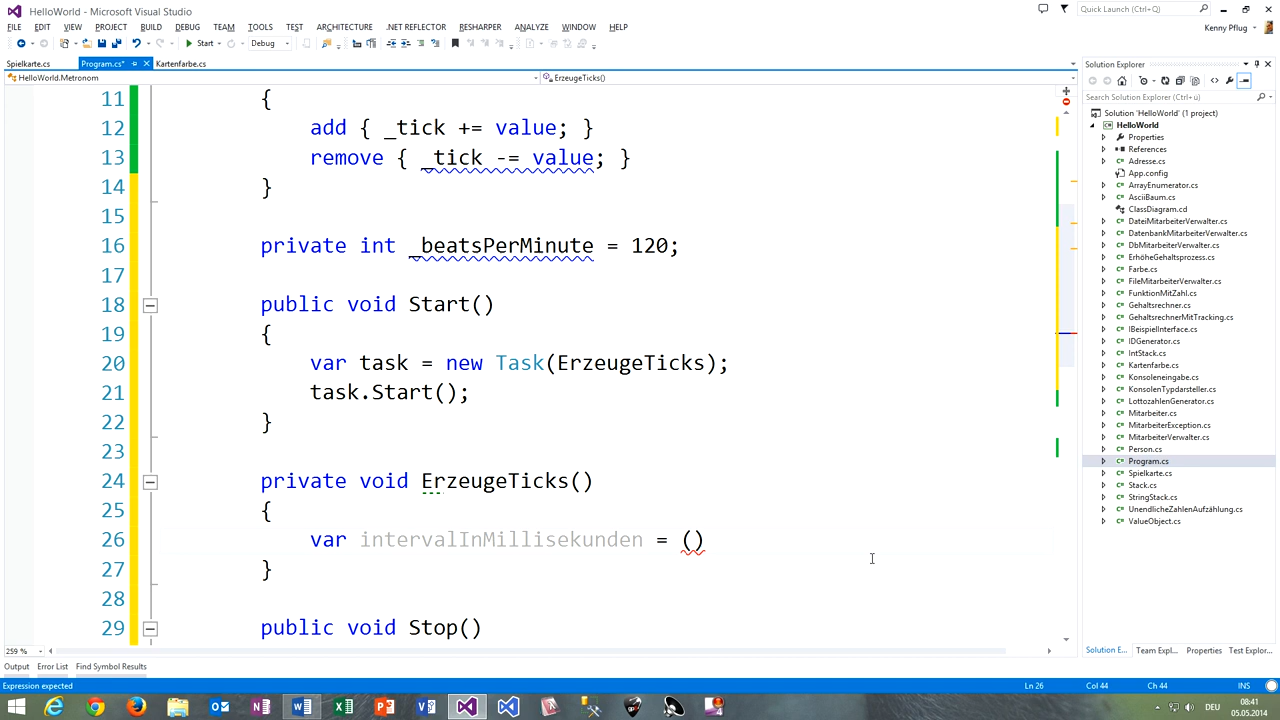 HelloWorld - Microsoft Visual Studio
Quick Launch (Ctrl+Q)
FILE EDIT VIEW PROJECT BUILD DEBUG TEAM TOOLS TEST ARCHITECTURE .NET REFLECTOR RESHARPER ANALYZE WINDOW HELP
Kenny Pflug
Start Debug
Spielkarte.cs Program.cs* Kartenfarbe.cs
HelloWorld.Metronom ErzeugeTicks()
11 {
12 add { _tick += value; }
13 remove { _tick -= value; }
14 }
15
16 private int _beatsPerMinute = 120;
17
18 public void Start()
19 {
20 var task = new Task(ErzeugeTicks);
21 task.Start();
22 }
23
24 private void ErzeugeTicks()
25 {
26 var intervalInMillisekunden = ()
27 }
28
29 public void Stop()
259 %
Solution Explorer
Search Solution Explorer (Ctrl+ü)
Solution 'HelloWorld' (1 project)
HelloWorld
Properties
References
Adresse.cs
App.config
ArrayEnumerator.cs
AsciiBaum.cs
ClassDiagram.cd
DateiMitarbeiterVerwalter.cs
DatenbankMitarbeiterVerwalter.cs
DbMitarbeiterVerwalter.cs
ErhöheGehaltsprozess.cs
Farbe.cs
FileMitarbeiterVerwalter.cs
FunktionMitZahl.cs
Gehaltsrechner.cs
GehaltsrechnerMitTracking.cs
IBeispielInterface.cs
IDGenerator.cs
IntStack.cs
Kartenfarbe.cs
Konsoleneingabe.cs
KonsolenTypdarsteller.cs
LottozahlenGenerator.cs
Mitarbeiter.cs
MitarbeiterException.cs
MitarbeiterVerwalter.cs
Person.cs
Program.cs
Spielkarte.cs
Stack.cs
StringStack.cs
UnendlicheZahlenAufzählung.cs
ValueObject.cs
Solution E... Team Expl... Properties Test Explor...
Output Error List Find Symbol Results
Expression expected Ln 26 Col 44 Ch 44 INS
DEU 08:41
05.05.2014